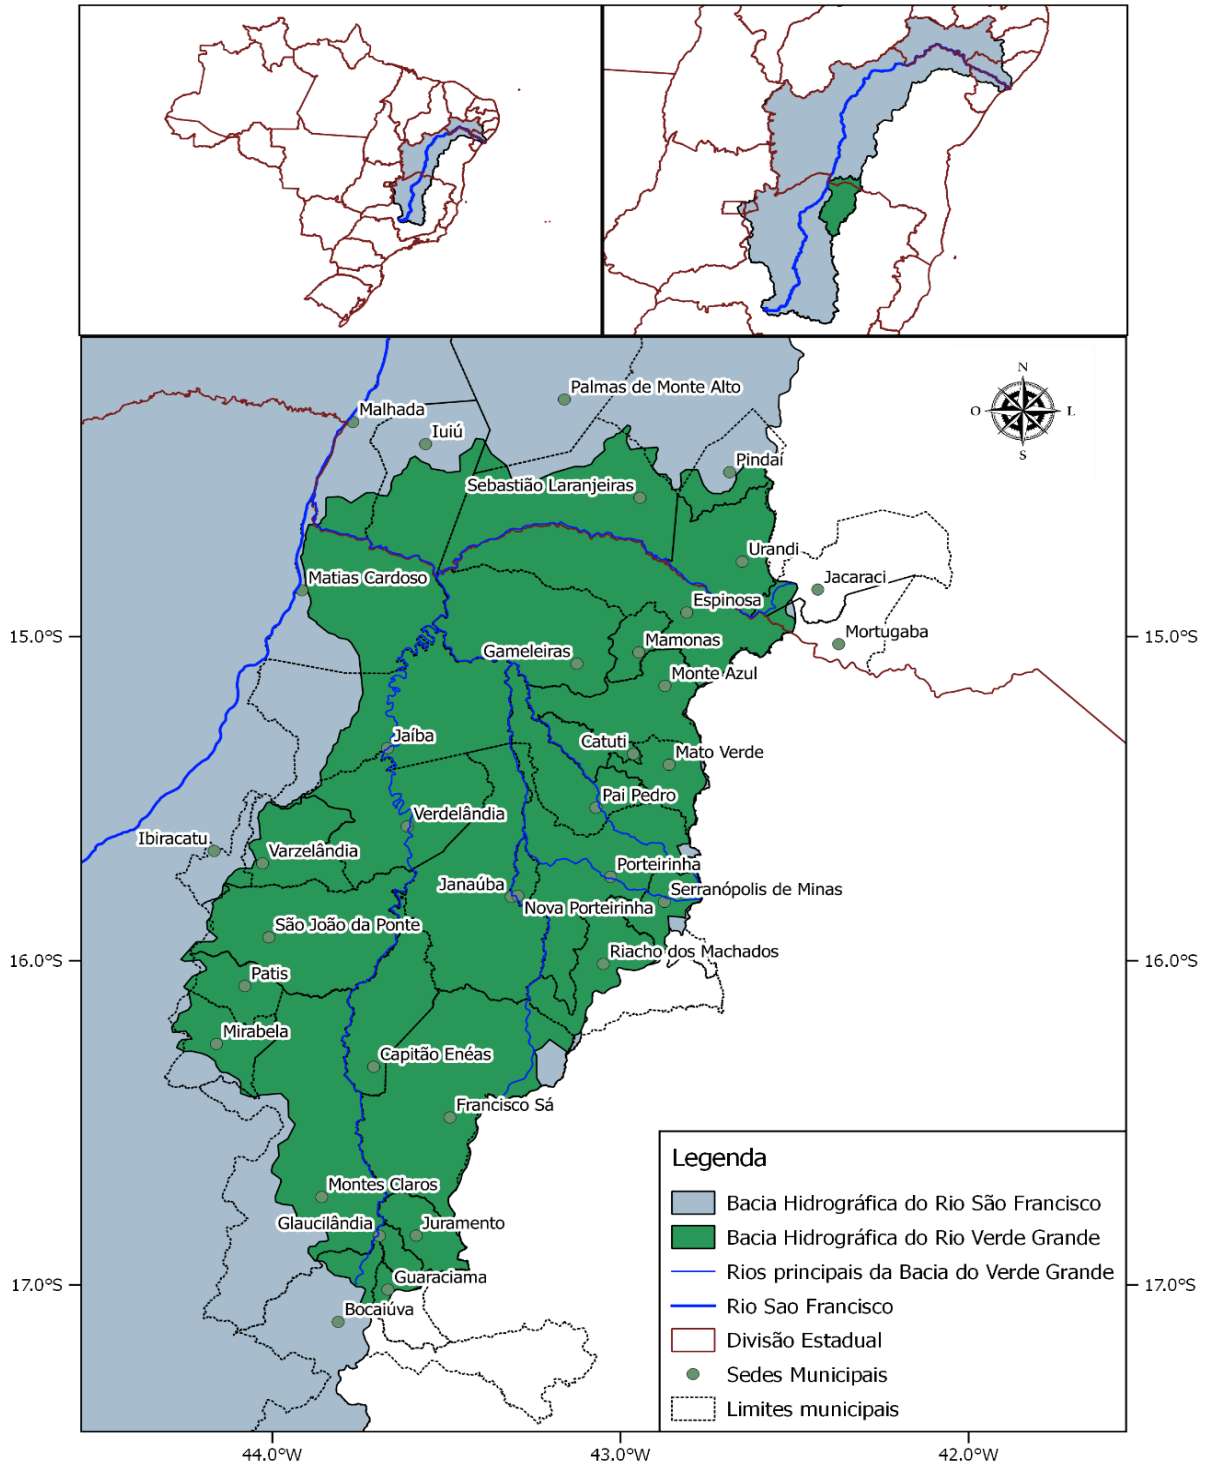 N
O
L
S
Palmas de Monte Alto
Malhada
Iuiú
Pindaí
Sebastião Laranjeiras
Urandi
Matias Cardoso
Jacaraci
Espinosa
15.0°S
Mamonas
Mortugaba
15.0°S
Gameleiras
Monte Azul
Jaíba
Catuti
Mato Verde
Pai Pedro
Verdelândia
Ibiracatu
Varzelândia
Porteirinha
Janaúba
Serranópolis de Minas
Nova Porteirinha
São João da Ponte
Riacho dos Machados
16.0°S
16.0°S
Patis
Mirabela
Capitão Enéas
Francisco Sá
Montes Claros
Glaucilândia
Juramento
Guaraciama
17.0°S
17.0°S
Bocaiúva
Legenda
Bacia Hidrográfica do Rio São Francisco
Bacia Hidrográfica do Rio Verde Grande
Rios principais da Bacia do Verde Grande
Rio Sao Francisco
Divisão Estadual
Sedes Municipais
Limites municipais
44.0°W
43.0°W
42.0°W